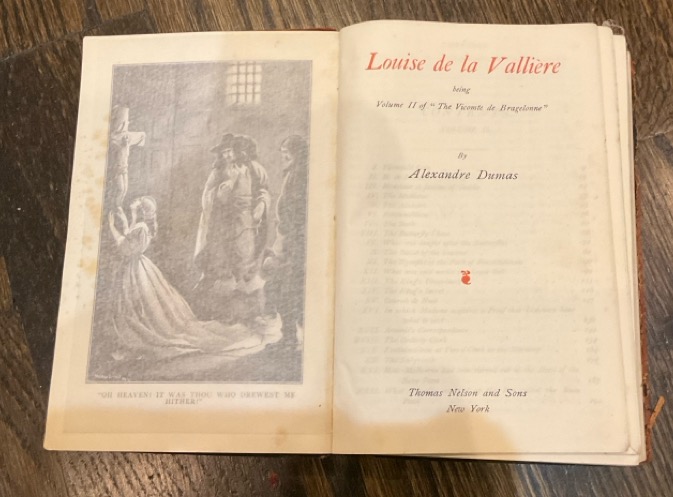 "OH HEAVEN! IT WAS THOU WHO DREWEST ME
HITHER!"
Louise de la Vallière
being
Volume II of "The Vicomte de Bragelonne"
By
Alexandre Dumas
Thomas Nelson and Sons
New York